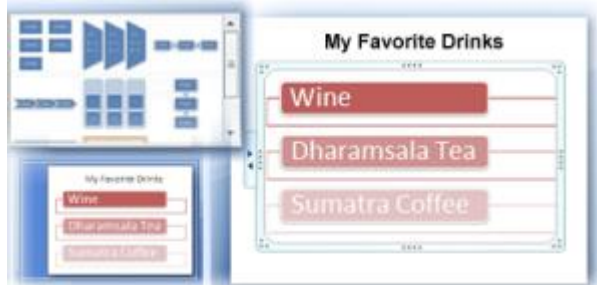 My Favorite Drinks
Wine
Dharamsala Tea
Sumatra Coffee
My Favorite Drinks
Wine
Dharamsala Tea
Sumatra Coffee